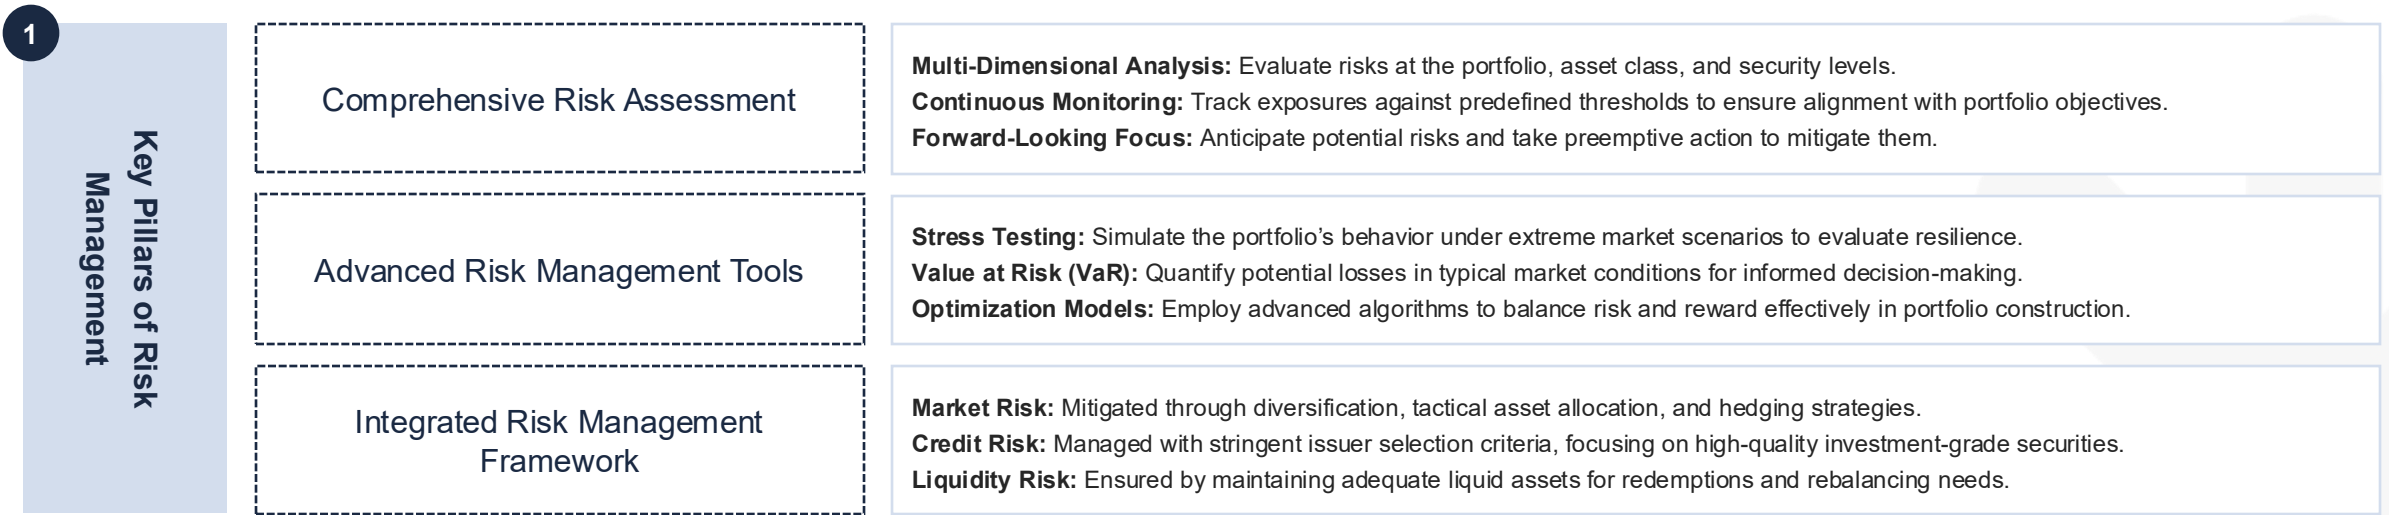 1
Key Pillars of Risk
Management
Comprehensive Risk Assessment
Multi-Dimensional Analysis: Evaluate risks at the portfolio, asset class, and security levels.
Continuous Monitoring: Track exposures against predefined thresholds to ensure alignment with portfolio objectives.
Forward-Looking Focus: Anticipate potential risks and take preemptive action to mitigate them.
Advanced Risk Management Tools
Stress Testing: Simulate the portfolio’s behavior under extreme market scenarios to evaluate resilience.
Value at Risk (VaR): Quantify potential losses in typical market conditions for informed decision-making.
Optimization Models: Employ advanced algorithms to balance risk and reward effectively in portfolio construction.
Integrated Risk Management
Framework
Market Risk: Mitigated through diversification, tactical asset allocation, and hedging strategies.
Credit Risk: Managed with stringent issuer selection criteria, focusing on high-quality investment-grade securities.
Liquidity Risk: Ensured by maintaining adequate liquid assets for redemptions and rebalancing needs.